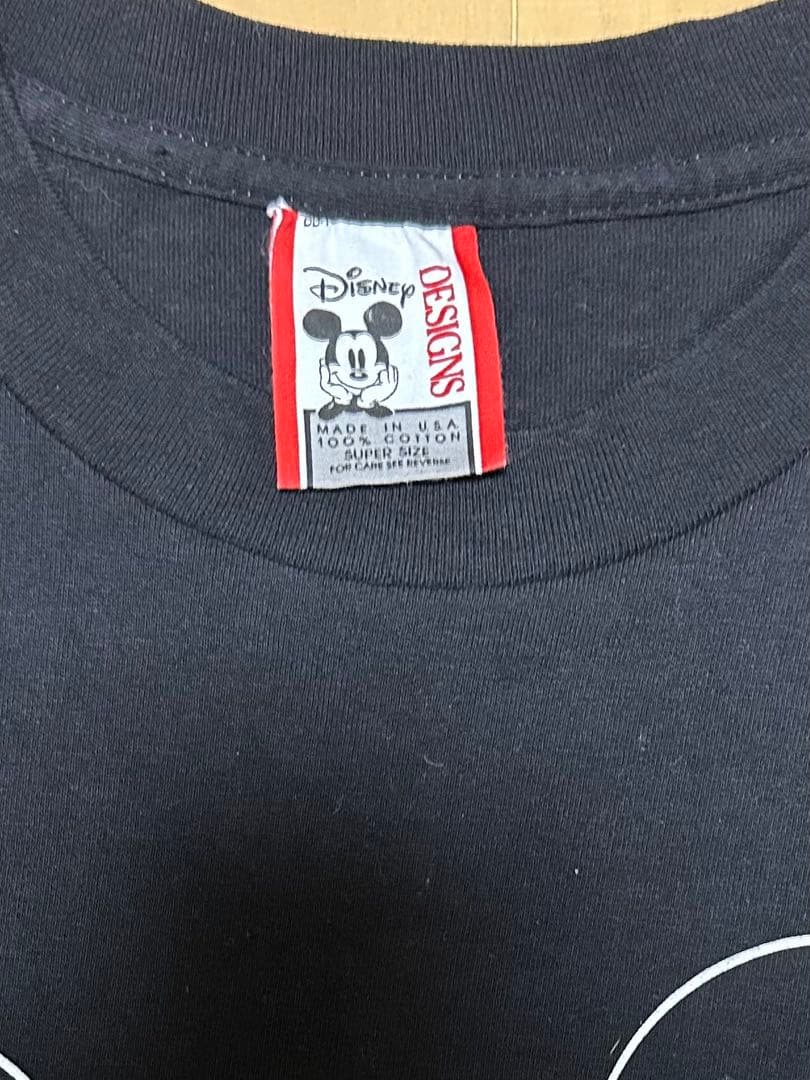 Disney
DESIGNS
MADE IN U.S.A.
100% COTTON
SUPER SIZE
FOR CARE SEE REVERSE